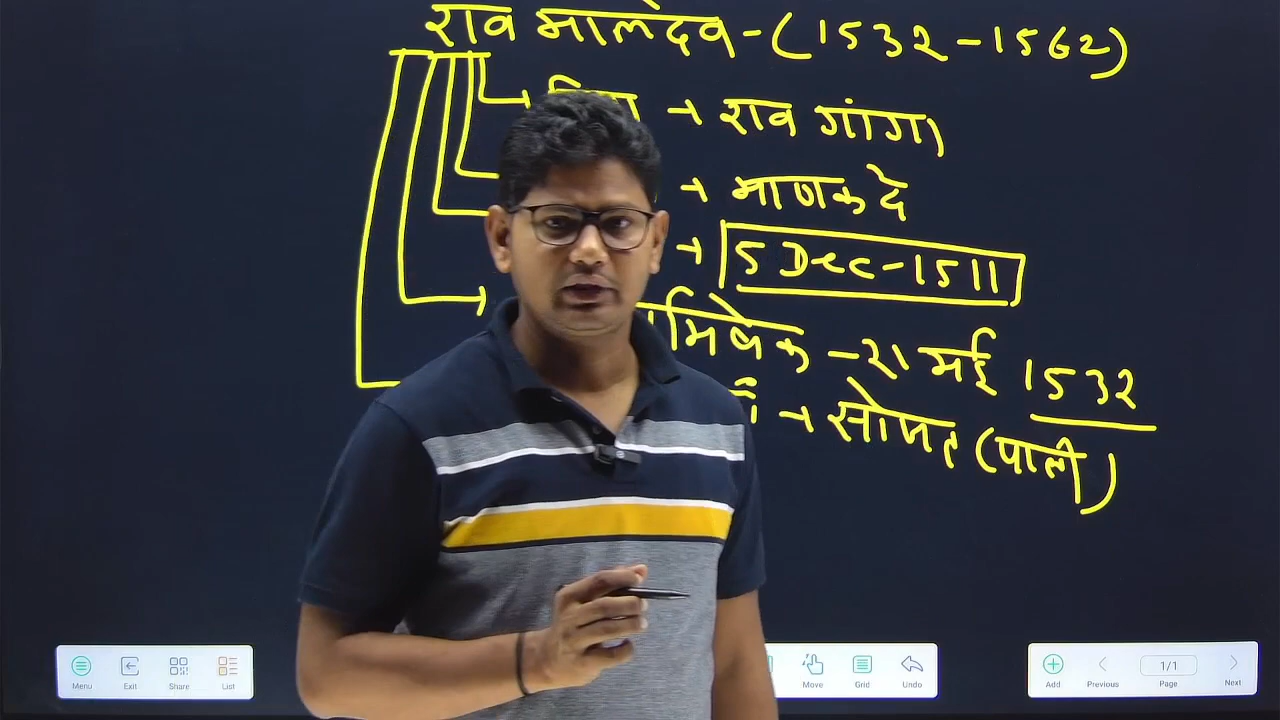 राव मालदेव - (1532 - 1562)
→ राव गांगा
→ माणक दे
→ 5 Dec - 1511
- 21 मई 1532
→ सोजत (पाली)
Menu Exit Share List Move Grid Undo Add Previous 1/1 Page Next